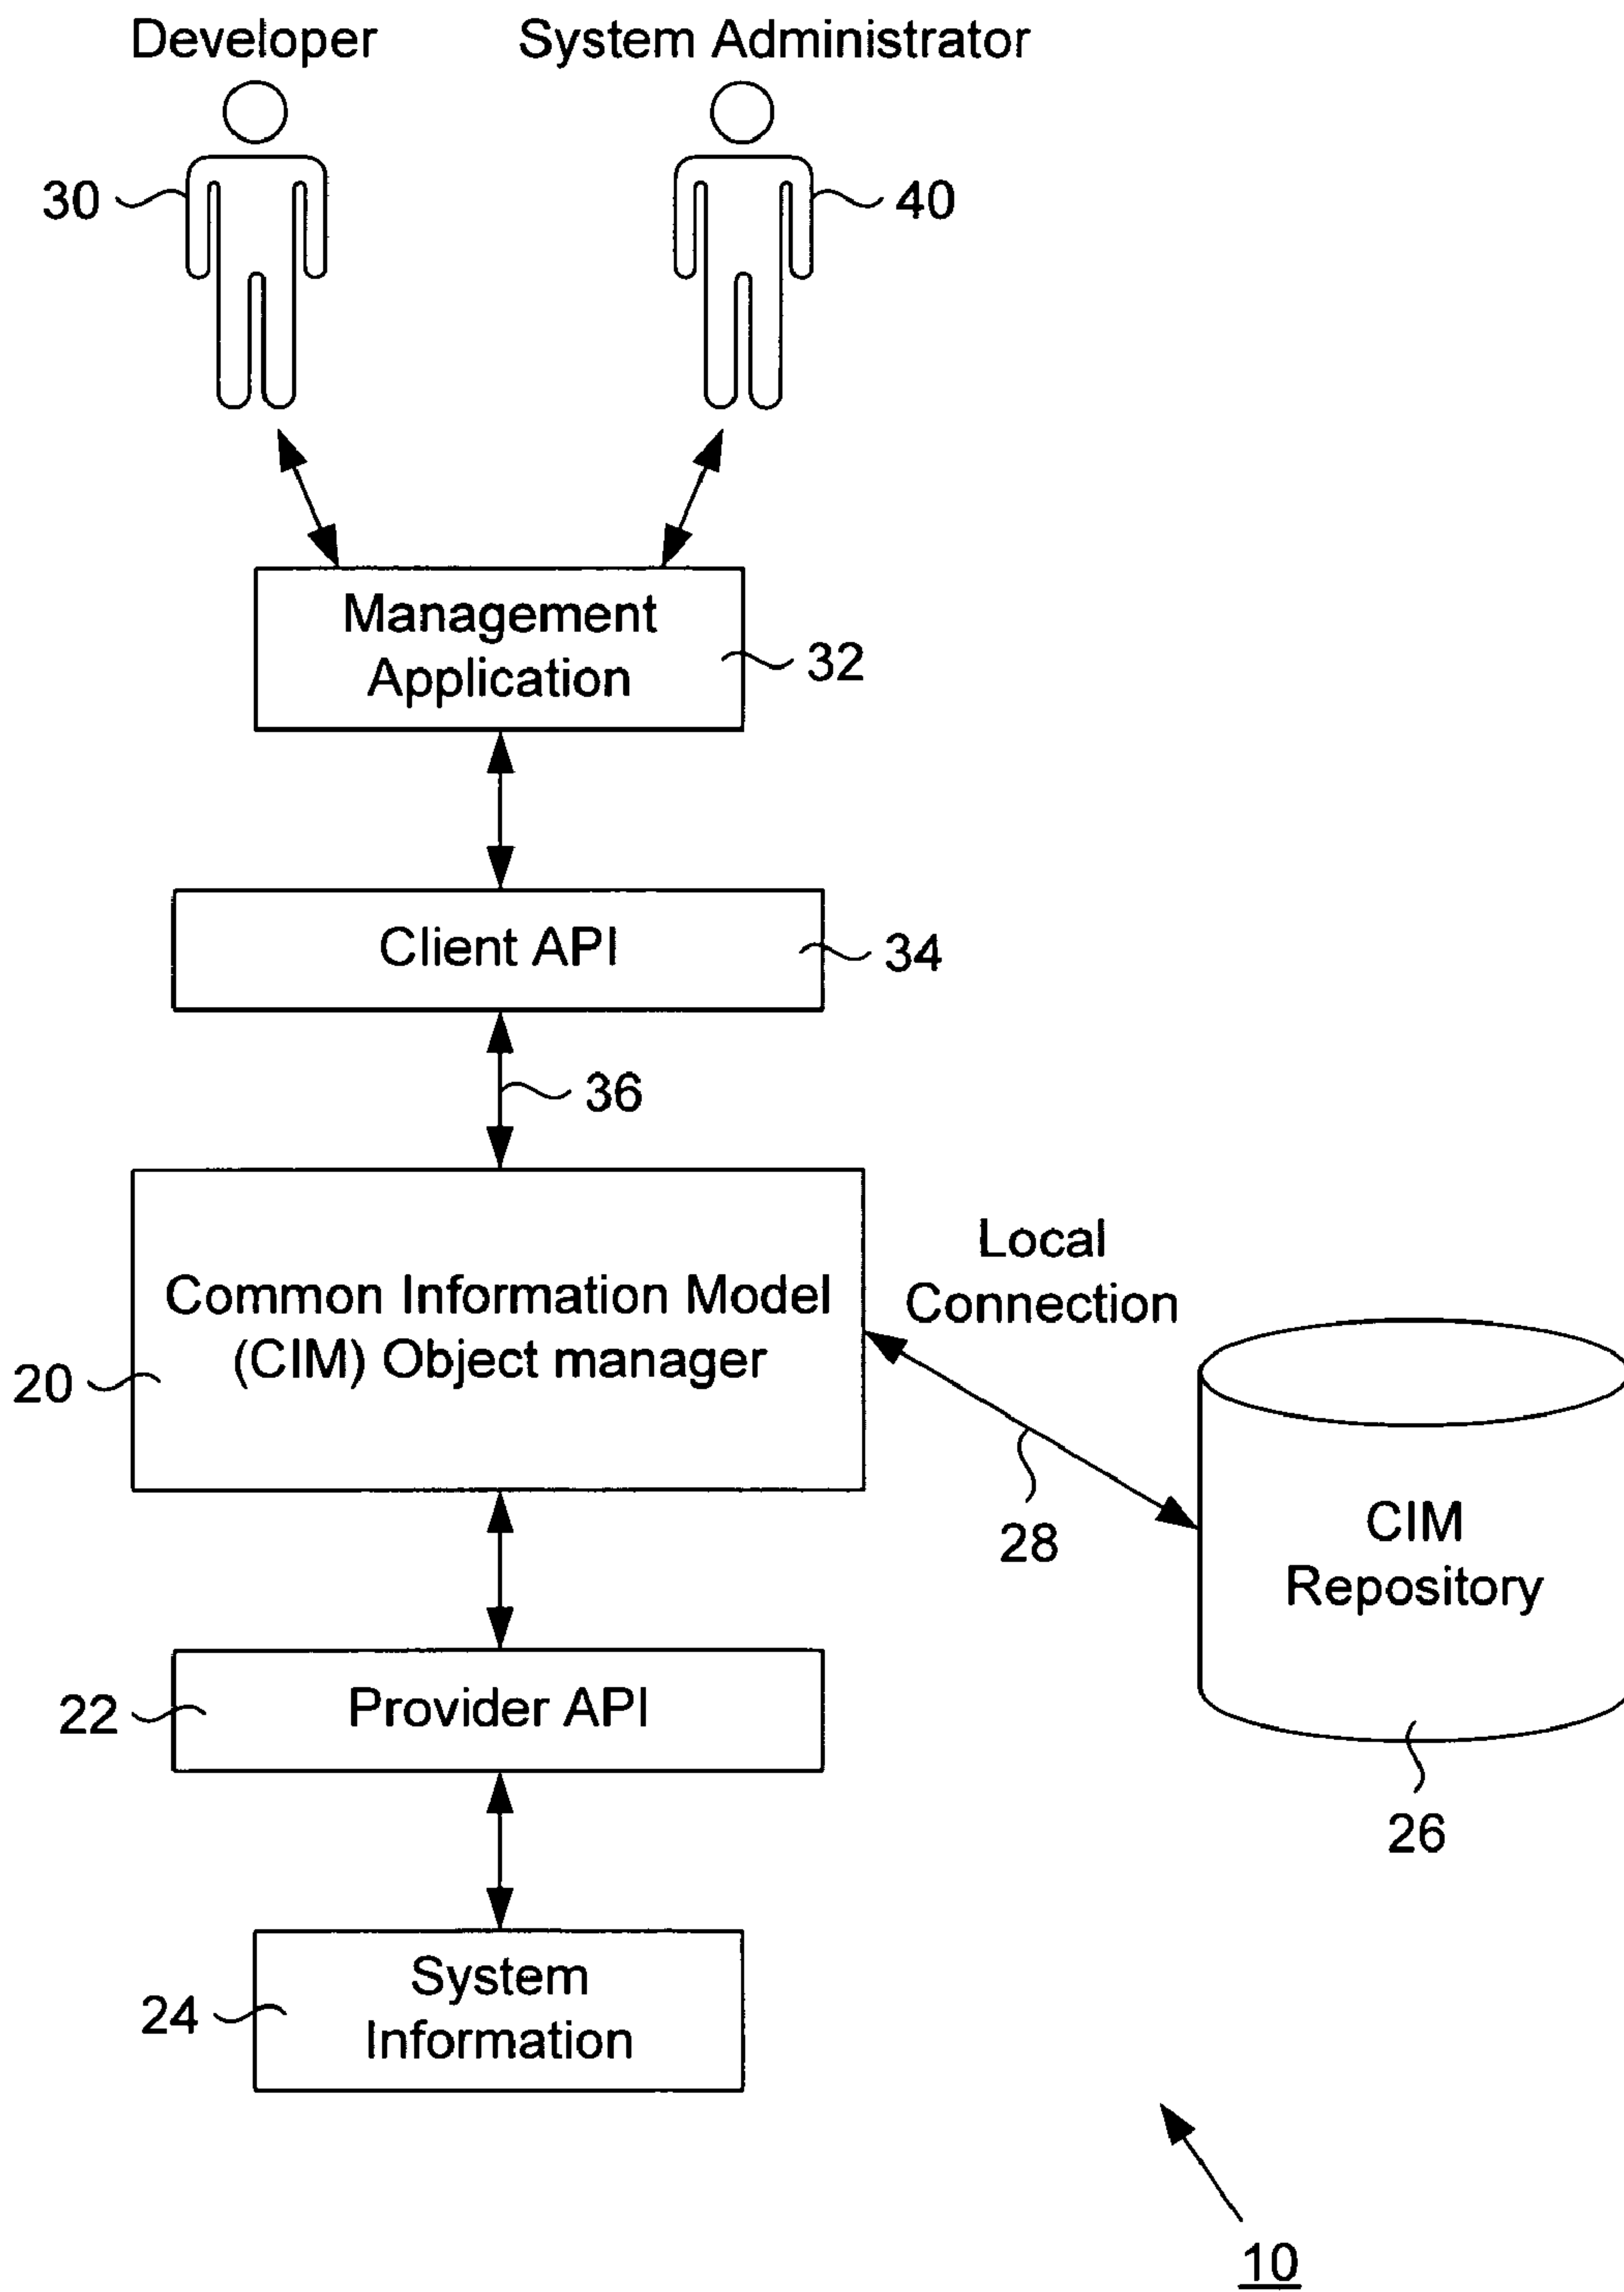 Developer
System Administrator
30
40
Management
Application
32
Client API
34
36
Common Information Model
(CIM) Object manager
20
Local
Connection
28
CIM
Repository
26
Provider API
22
System
Information
24
10